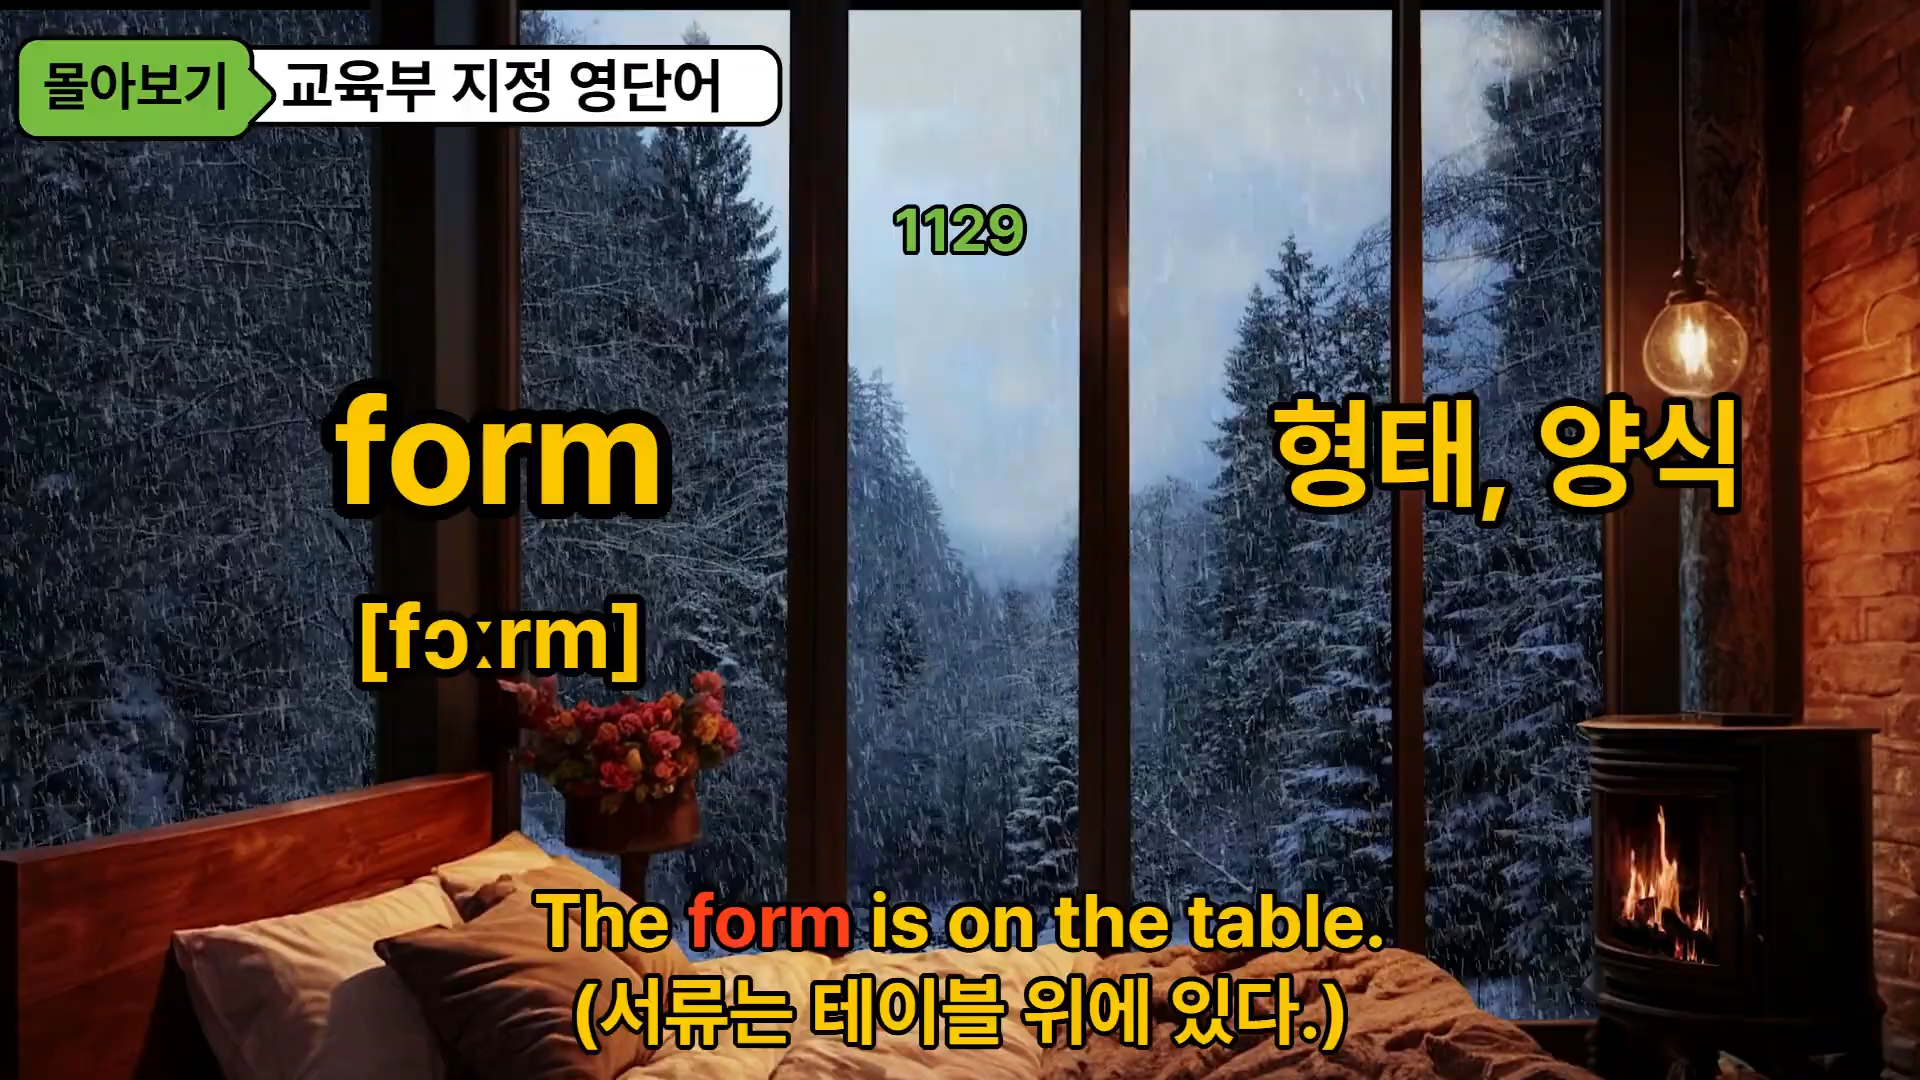 몰아보기
교육부 지정 영단어
1129
form
형태, 양식
[fɔːrm]
The form is on the table.
(서류는 테이블 위에 있다.)